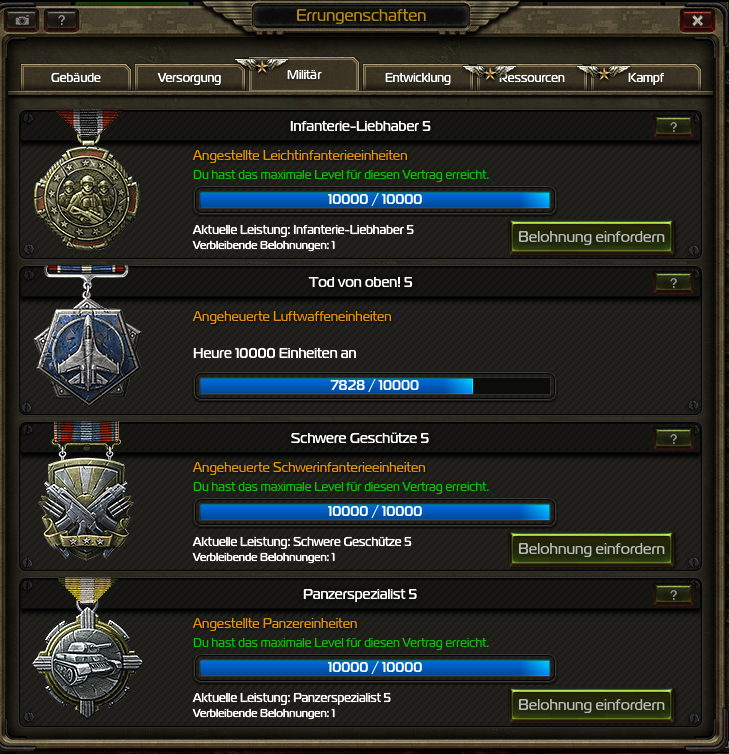 ?
Errungenschaften
Gebäude
Versorgung
Militär
Entwicklung
Ressourcen
Kampf
Infanterie-Liebhaber 5
?
Angestellte Leichtinfanterieeinheiten
Du hast das maximale Level für diesen Vertrag erreicht.
10000 / 10000
Aktuelle Leistung: Infanterie-Liebhaber 5
Verbleibende Belohnungen: 1
Belohnung einfordern
Tod von oben! 5
?
Angeheuerte Luftwaffeneinheiten
Heure 10000 Einheiten an
7828 / 10000
Schwere Geschütze 5
?
Angeheuerte Schwerinfanterieeinheiten
Du hast das maximale Level für diesen Vertrag erreicht.
10000 / 10000
Aktuelle Leistung: Schwere Geschütze 5
Verbleibende Belohnungen: 1
Belohnung einfordern
Panzerspezialist 5
?
Angestellte Panzereinheiten
Du hast das maximale Level für diesen Vertrag erreicht.
10000 / 10000
Aktuelle Leistung: Panzerspezialist 5
Verbleibende Belohnungen: 1
Belohnung einfordern